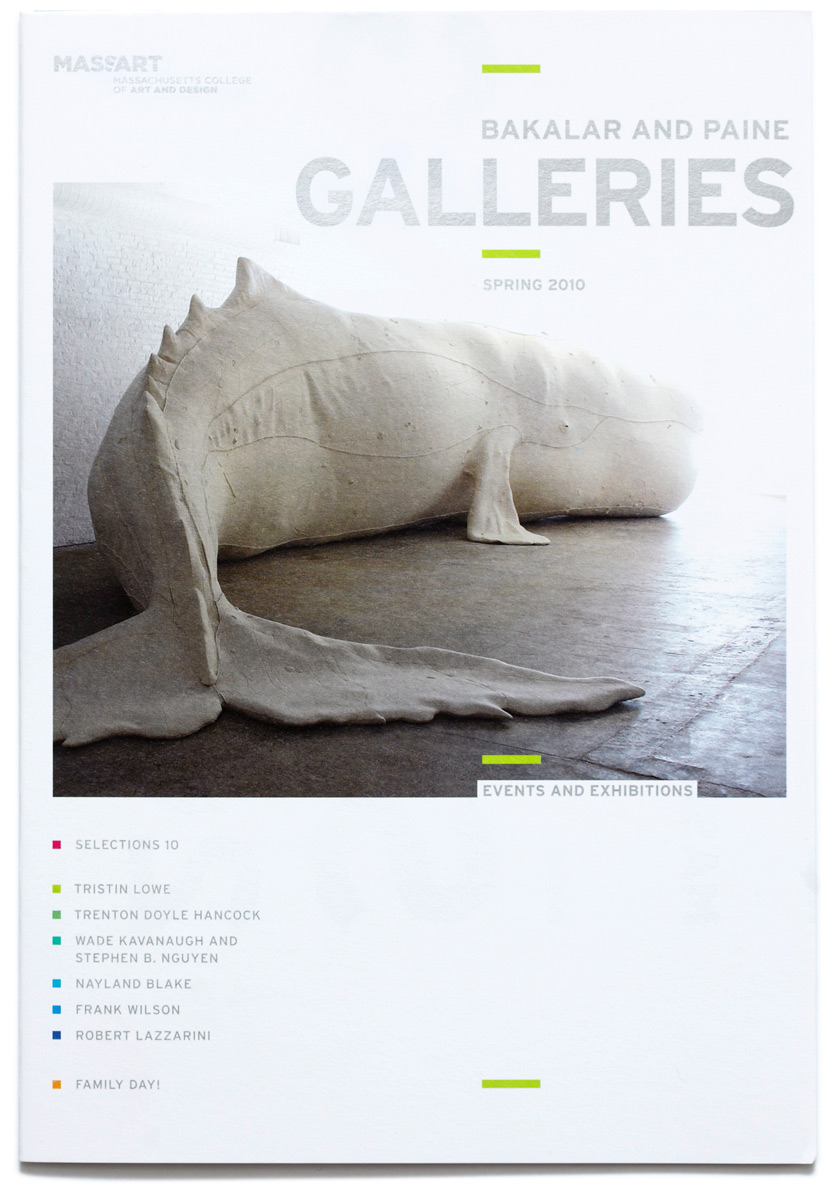 MASSART
MASSACHUSETTS COLLEGE
OF ART AND DESIGN
BAKALAR AND PAINE
GALLERIES
SPRING 2010
EVENTS AND EXHIBITIONS
SELECTIONS 10
TRISTIN LOWE
TRENTON DOYLE HANCOCK
WADE KAVANAUGH AND
STEPHEN B. NGUYEN
NAYLAND BLAKE
FRANK WILSON
ROBERT LAZZARINI
FAMILY DAY!